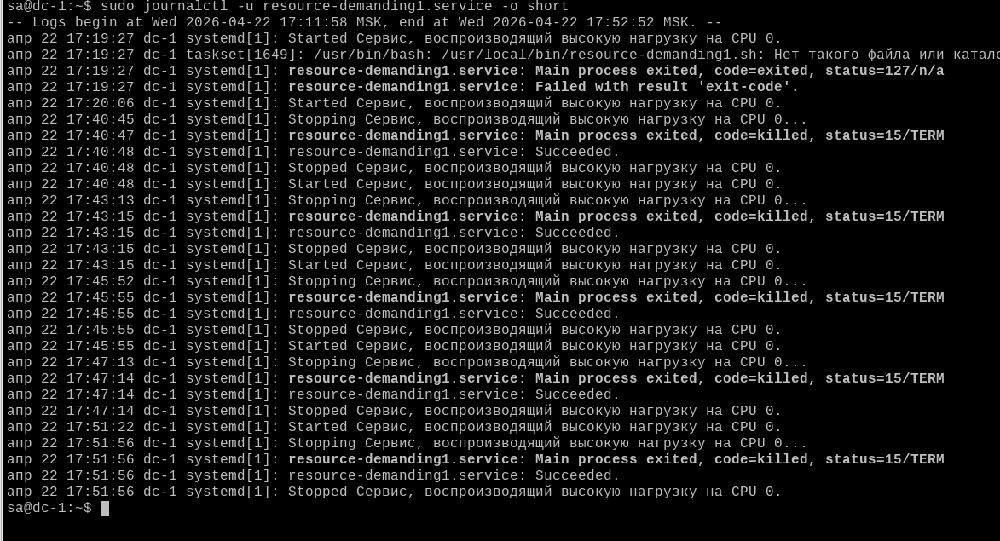 sa@dc-1:~$ sudo journalctl -u resource-demanding1.service -o short
-- Logs begin at Wed 2026-04-22 17:11:58 MSK, end at Wed 2026-04-22 17:52:52 MSK. --
апр 22 17:19:27 dc-1 systemd[1]: Started Сервис, воспроизводящий высокую нагрузку на CPU 0.
апр 22 17:19:27 dc-1 taskset[1649]: /usr/bin/bash: /usr/local/bin/resource-demanding1.sh: Нет такого файла или катало
апр 22 17:19:27 dc-1 systemd[1]: resource-demanding1.service: Main process exited, code=exited, status=127/n/a
апр 22 17:19:27 dc-1 systemd[1]: resource-demanding1.service: Failed with result 'exit-code'.
апр 22 17:20:06 dc-1 systemd[1]: Started Сервис, воспроизводящий высокую нагрузку на CPU 0.
апр 22 17:40:45 dc-1 systemd[1]: Stopping Сервис, воспроизводящий высокую нагрузку на CPU 0...
апр 22 17:40:47 dc-1 systemd[1]: resource-demanding1.service: Main process exited, code=killed, status=15/TERM
апр 22 17:40:48 dc-1 systemd[1]: resource-demanding1.service: Succeeded.
апр 22 17:40:48 dc-1 systemd[1]: Stopped Сервис, воспроизводящий высокую нагрузку на CPU 0.
апр 22 17:40:48 dc-1 systemd[1]: Started Сервис, воспроизводящий высокую нагрузку на CPU 0.
апр 22 17:43:13 dc-1 systemd[1]: Stopping Сервис, воспроизводящий высокую нагрузку на CPU 0...
апр 22 17:43:15 dc-1 systemd[1]: resource-demanding1.service: Main process exited, code=killed, status=15/TERM
апр 22 17:43:15 dc-1 systemd[1]: resource-demanding1.service: Succeeded.
апр 22 17:43:15 dc-1 systemd[1]: Stopped Сервис, воспроизводящий высокую нагрузку на CPU 0.
апр 22 17:43:15 dc-1 systemd[1]: Started Сервис, воспроизводящий высокую нагрузку на CPU 0.
апр 22 17:45:52 dc-1 systemd[1]: Stopping Сервис, воспроизводящий высокую нагрузку на CPU 0...
апр 22 17:45:55 dc-1 systemd[1]: resource-demanding1.service: Main process exited, code=killed, status=15/TERM
апр 22 17:45:55 dc-1 systemd[1]: resource-demanding1.service: Succeeded.
апр 22 17:45:55 dc-1 systemd[1]: Stopped Сервис, воспроизводящий высокую нагрузку на CPU 0.
апр 22 17:45:55 dc-1 systemd[1]: Started Сервис, воспроизводящий высокую нагрузку на CPU 0.
апр 22 17:47:13 dc-1 systemd[1]: Stopping Сервис, воспроизводящий высокую нагрузку на CPU 0...
апр 22 17:47:14 dc-1 systemd[1]: resource-demanding1.service: Main process exited, code=killed, status=15/TERM
апр 22 17:47:14 dc-1 systemd[1]: resource-demanding1.service: Succeeded.
апр 22 17:47:14 dc-1 systemd[1]: Stopped Сервис, воспроизводящий высокую нагрузку на CPU 0.
апр 22 17:51:22 dc-1 systemd[1]: Started Сервис, воспроизводящий высокую нагрузку на CPU 0.
апр 22 17:51:56 dc-1 systemd[1]: Stopping Сервис, воспроизводящий высокую нагрузку на CPU 0...
апр 22 17:51:56 dc-1 systemd[1]: resource-demanding1.service: Main process exited, code=killed, status=15/TERM
апр 22 17:51:56 dc-1 systemd[1]: resource-demanding1.service: Succeeded.
апр 22 17:51:56 dc-1 systemd[1]: Stopped Сервис, воспроизводящий высокую нагрузку на CPU 0.
sa@dc-1:~$